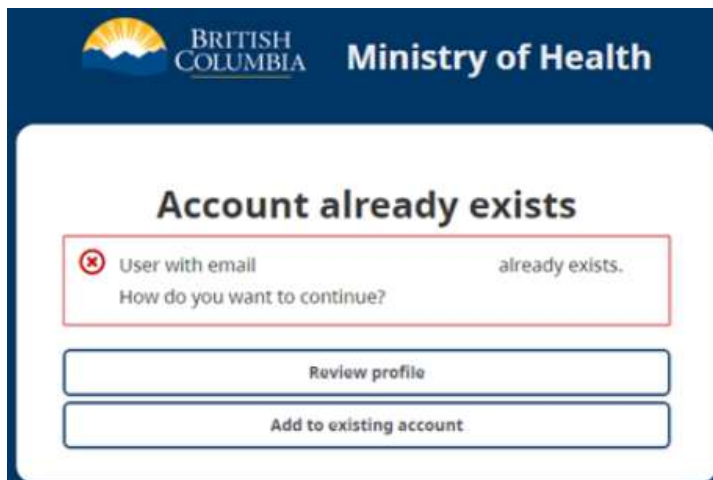 BRITISH
COLUMBIA
Ministry of Health
Account already exists
User with email already exists.
How do you want to continue?
Review profile
Add to existing account